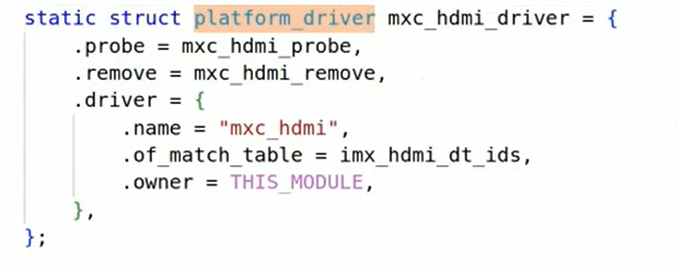 static struct platform_driver mxc_hdmi_driver = {
    .probe = mxc_hdmi_probe,
    .remove = mxc_hdmi_remove,
    .driver = {
        .name = "mxc_hdmi",
        .of_match_table = imx_hdmi_dt_ids,
        .owner = THIS_MODULE,
    },
};